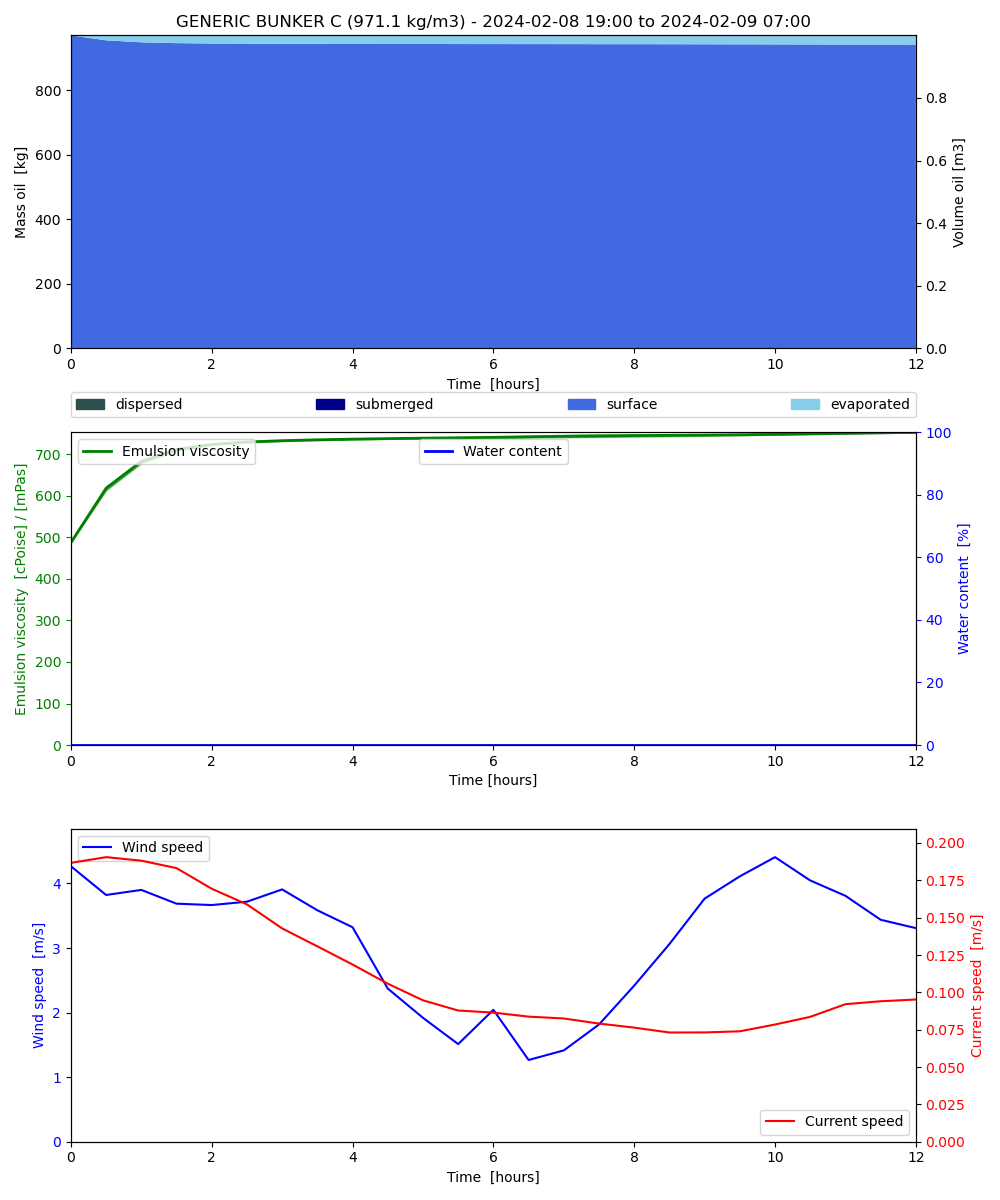 GENERIC BUNKER C (971.1 kg/m3) - 2024-02-08 19:00 to 2024-02-09 07:00
Mass oil [kg]
800
600
400
200
0
Volume oil [m3]
0.8
0.6
0.4
0.2
0.0
0 2 4 6 8 10 12
Time [hours]
dispersed submerged surface evaporated
Emulsion viscosity [cPoise] / [mPas]
700
600
500
400
300
200
100
0
Emulsion viscosity
Water content
Water content [%]
100
80
60
40
20
0
0 2 4 6 8 10 12
Time [hours]
Wind speed [m/s]
4
3
2
1
0
Wind speed
Current speed
Current speed [m/s]
0.200
0.175
0.150
0.125
0.100
0.075
0.050
0.025
0.000
0 2 4 6 8 10 12
Time [hours]